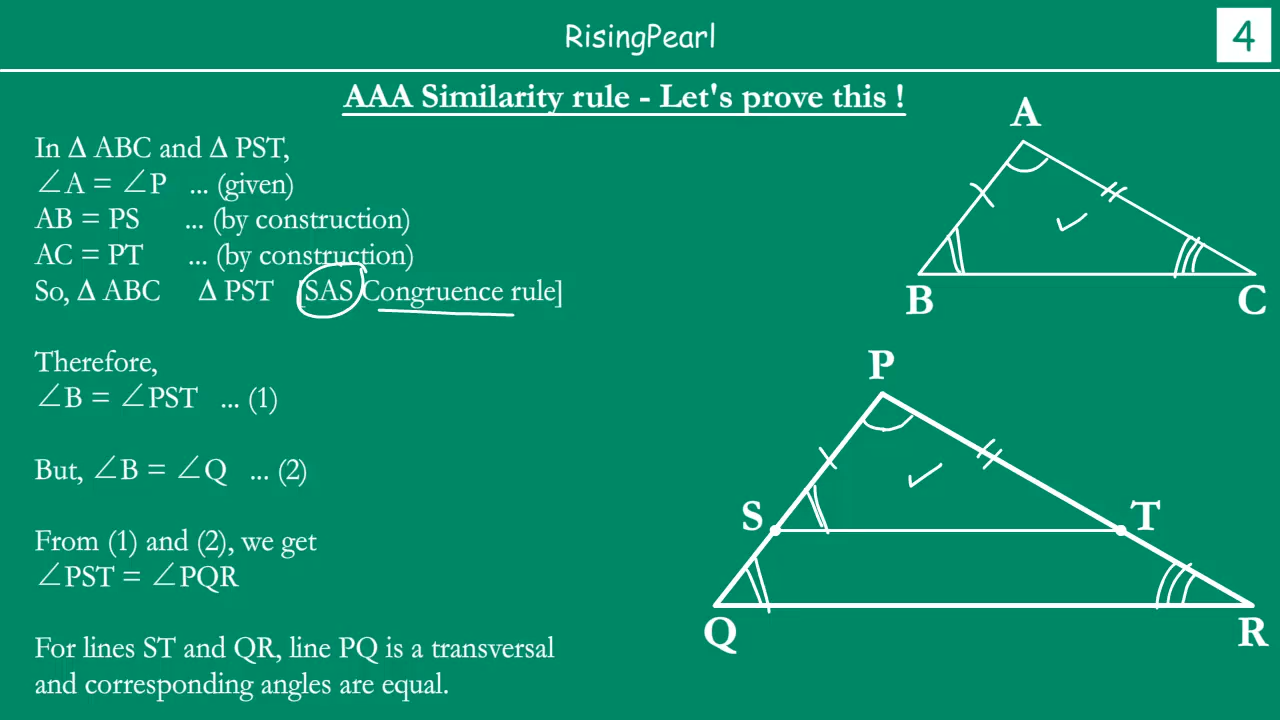 RisingPearl
4
AAA Similarity rule - Let's prove this !
In Δ ABC and Δ PST,
∠A = ∠P ... (given)
AB = PS ... (by construction)
AC = PT ... (by construction)
So, Δ ABC Δ PST [SAS Congruence rule]
Therefore,
∠B = ∠PST ... (1)
But, ∠B = ∠Q ... (2)
From (1) and (2), we get
∠PST = ∠PQR
For lines ST and QR, line PQ is a transversal
and corresponding angles are equal.
A
B
C
P
S
T
Q
R